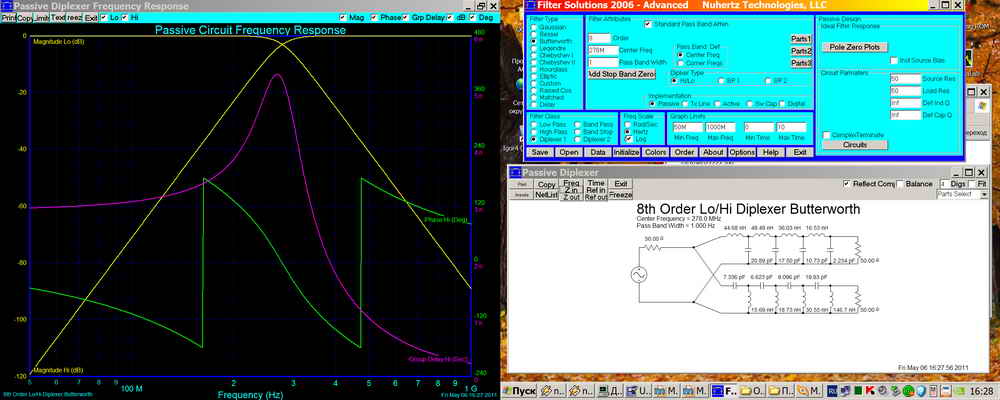 Passive Diplexer Frequency Response
Print Copy Limits Text Freez Exit Lo Hi Mag Phase Grp Delay dB Deg
Passive Circuit Frequency Response
Magnitude Lo (dB)
0
-20
-40
-60
-80
-100
-120
400
360
240
120
0
-120
-240
Phase Hi (Deg)
Group Delay Hi (Sec)
Magnitude Hi (dB)
5 6 7 8 9 100 M 2 3 4 5 6 7 8 9 1 G
Frequency (Hz)
8th Order Lo/Hi Diplexer Butterworth
Fri May 06 16:27 2011
Filter Solutions 2006 - Advanced Nuhertz Technologies, LLC
Filter Type
Gaussian
Bessel
Butterworth
Legendre
Chebyshev I
Chebyshev II
Hourglass
Elliptic
Custom
Raised Cos
Matched
Delay
Filter Attributes
Standard Pass Band Atten
8 Order
278M Center Freq
1 Pass Band Width
Add Stop Band Zeros
Pass Band Def
Center Freq
Corner Freqs
Parts1
Parts2
Parts3
Diplxer Type
Hi/Lo BP 1 BP 2
Implementation
Passive Tx Line Active Sw Cap Digital
Passive Design
Ideal Filter Response
Pole Zero Plots
Incl Source Bias
Circuit Parmaters
50 Source Res
50 Load Res
Inf Def Ind Q
Inf Def Cap Q
ComplexTerminate
Circuits
Filter Class
Low Pass Band Pass
High Pass Band Stop
Diplexer 1 Diplexer 2
Freq Scale
Rad/Sec
Hertz
Log
Graph Limits
50M 1000M 0 10
Min Freq Max Freq Min Time Max Time
Save Open Data Initialize Colors Order About Options Help Exit
Passive Diplexer
Copy Freq Time Exit
Z in Ref in
NetList Z out Ref out Freeze
Reflect Comp Balance 4 Digs Fit
Parts Select
8th Order Lo/Hi Diplexer Butterworth
Center Frequency = 278.0 MHz
Pass Band Width = 1.000 Hz
44.68 nH 48.48 nH 36.03 nH 16.53 nH
50.00 Ω
20.89 pF 17.50 pF 10.73 pF 2.234 pF 50.00 Ω
7.336 pF 6.623 pF 9.096 pF 19.83 pF
15.69 nH 18.73 nH 30.55 nH 146.7 nH 50.00 Ω
Fri May 06 16:27:56 2011
Пуск
RU
16:28